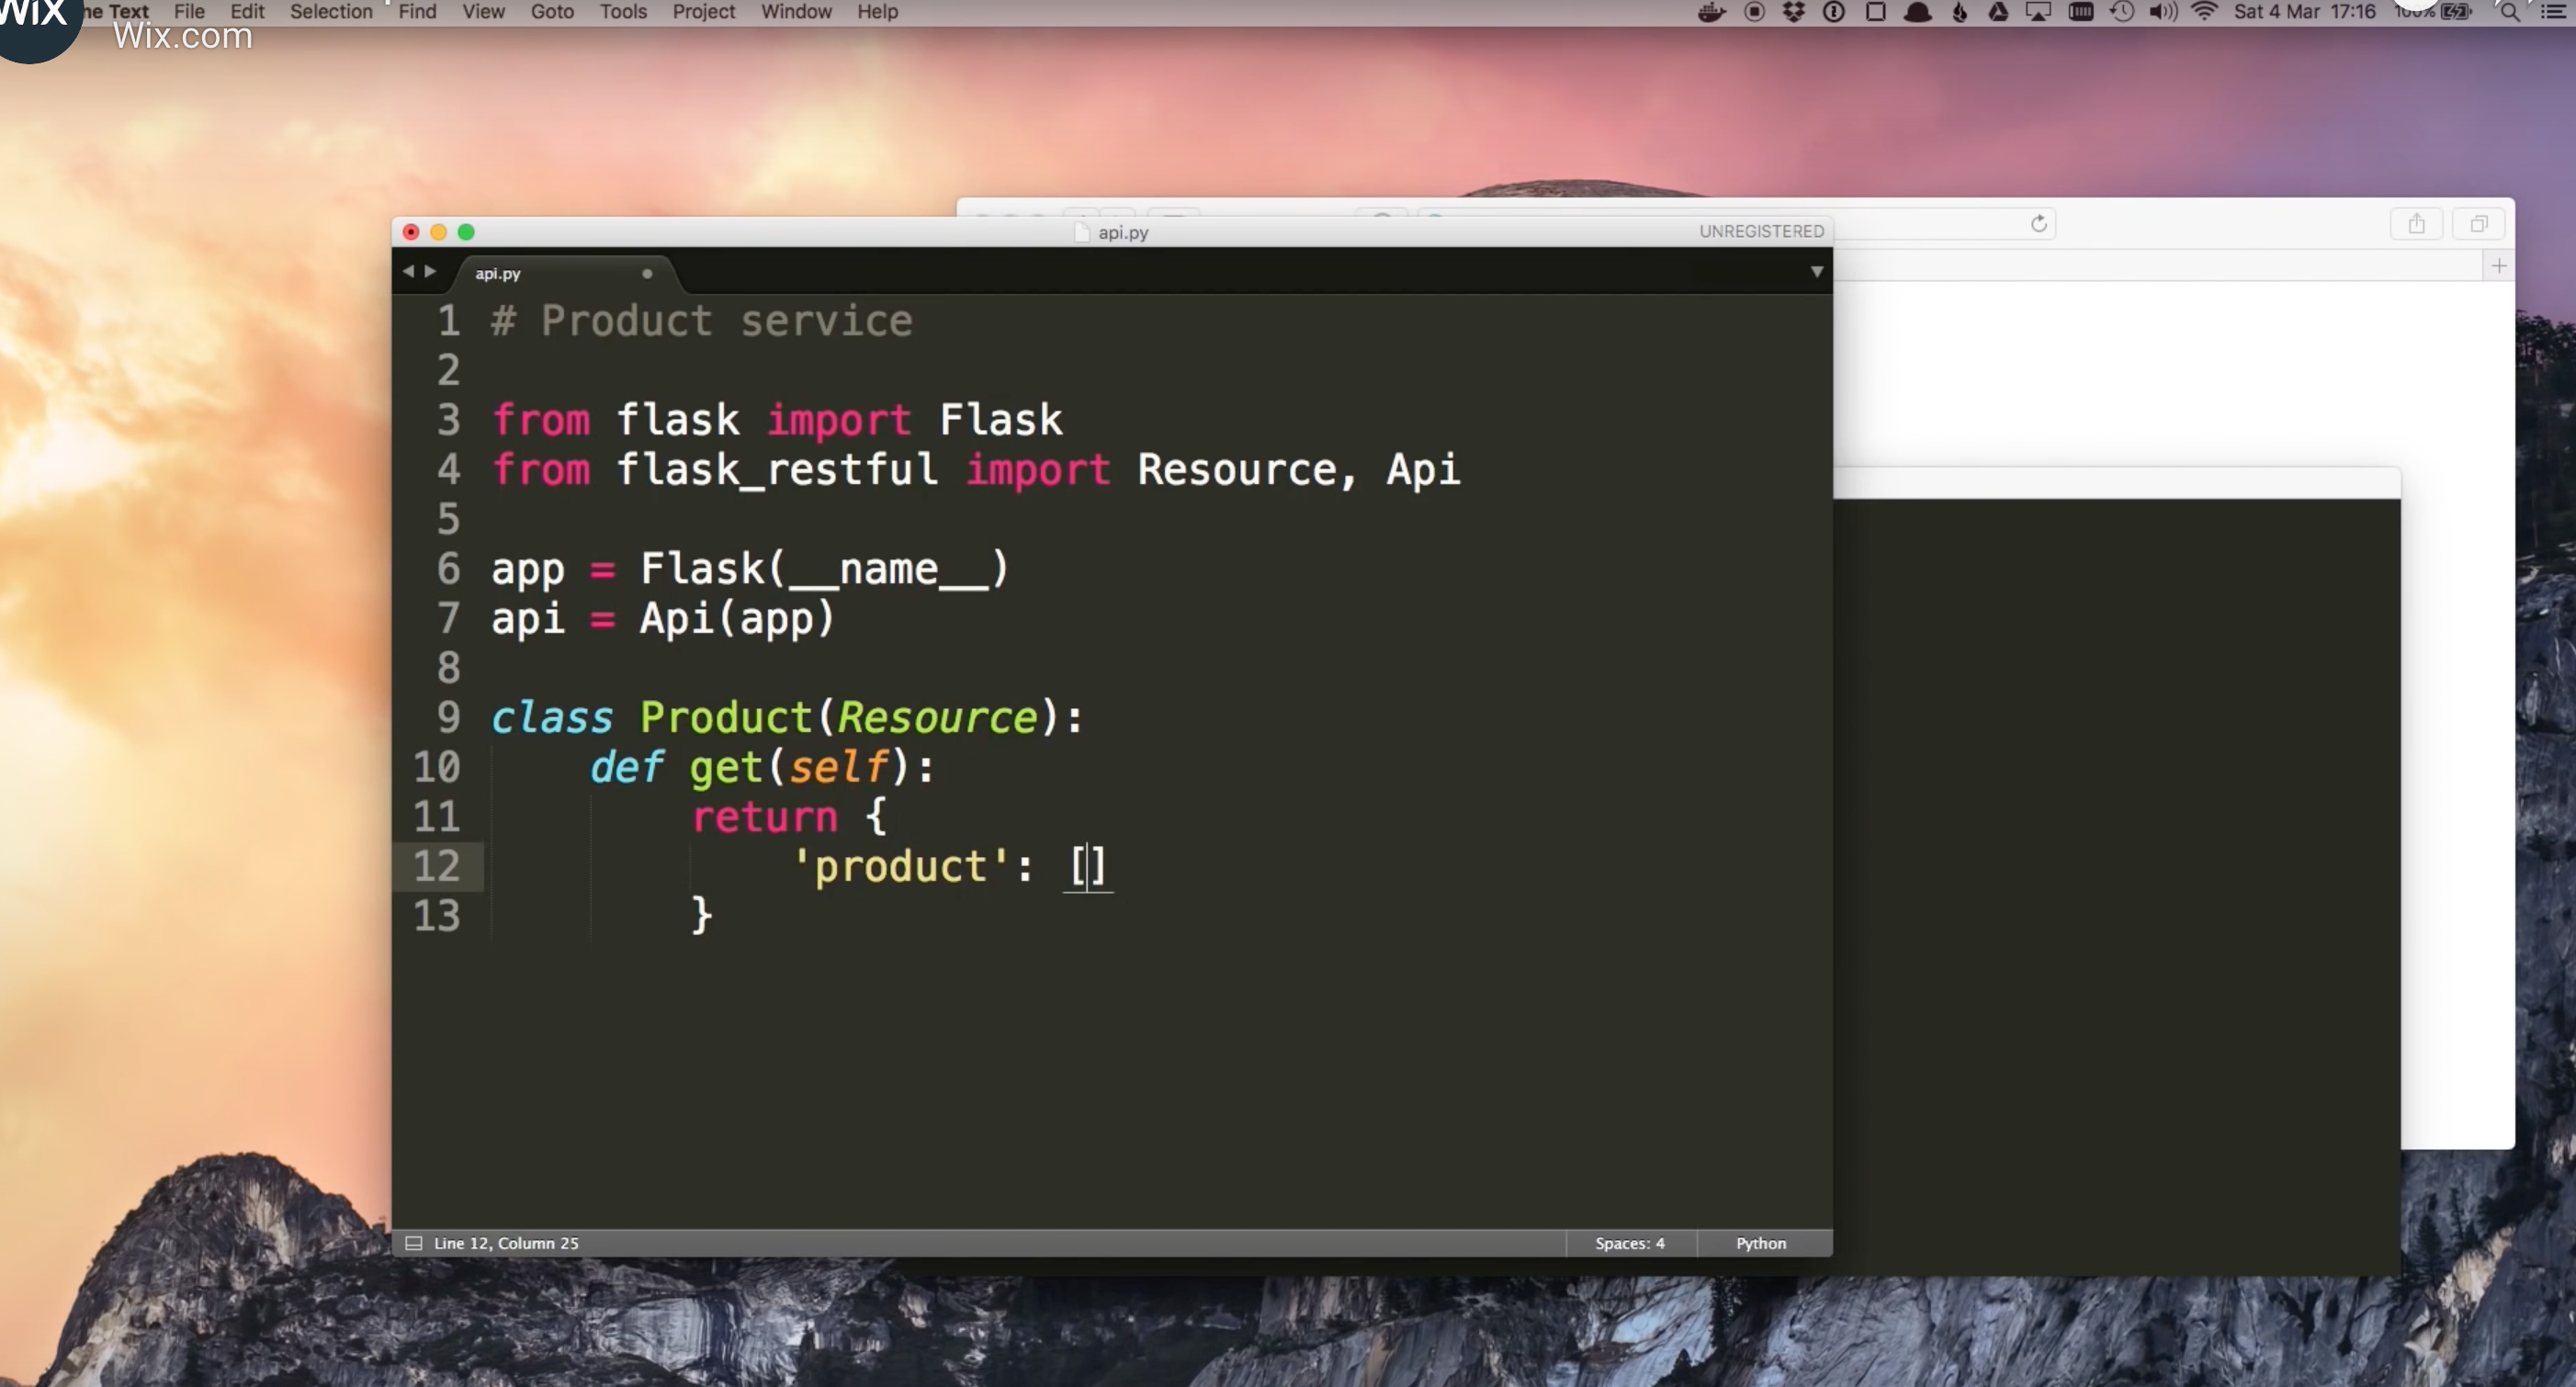 Wix
Wix.com
me Text File Edit Selection Find View Goto Tools Project Window Help
Sat 4 Mar 17:16 100%
api.py
UNREGISTERED
api.py
1 # Product service
2
3 from flask import Flask
4 from flask_restful import Resource, Api
5
6 app = Flask(__name__)
7 api = Api(app)
8
9 class Product(Resource):
10 def get(self):
11 return {
12 'product': []
13 }
Line 12, Column 25
Spaces: 4
Python